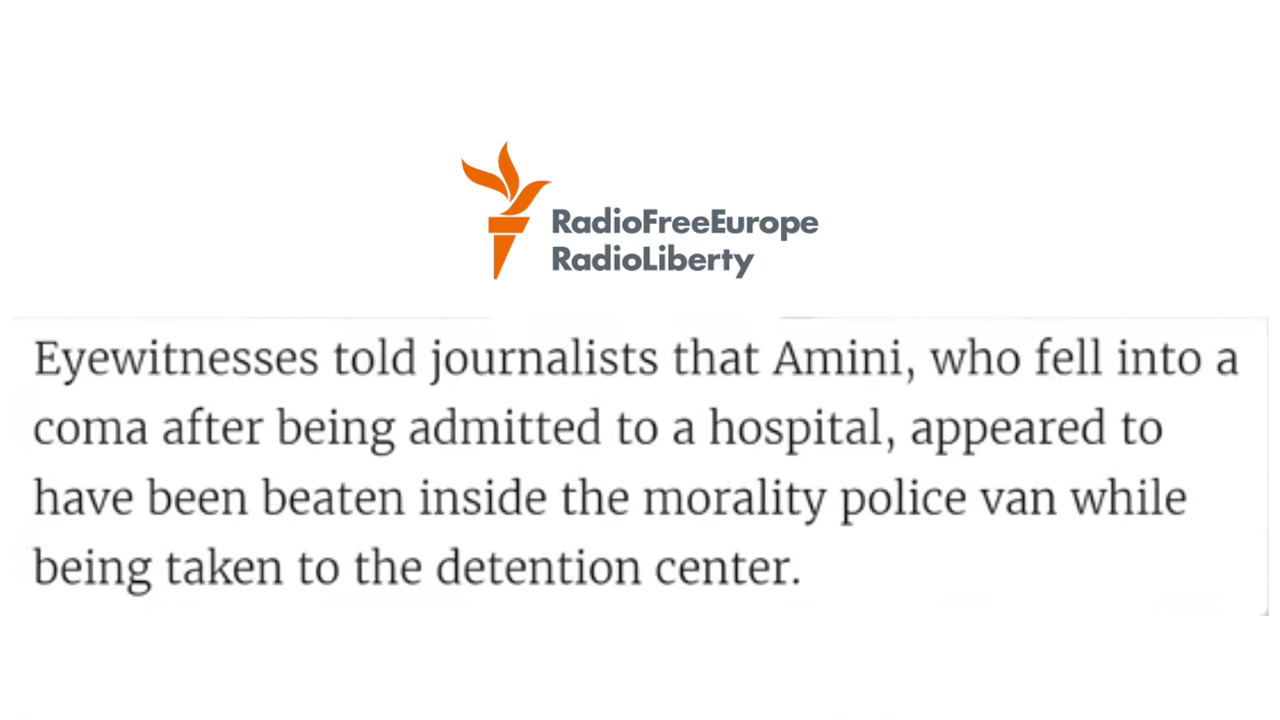 RadioFreeEurope
RadioLiberty
Eyewitnesses told journalists that Amini, who fell into a
coma after being admitted to a hospital, appeared to
have been beaten inside the morality police van while
being taken to the detention center.